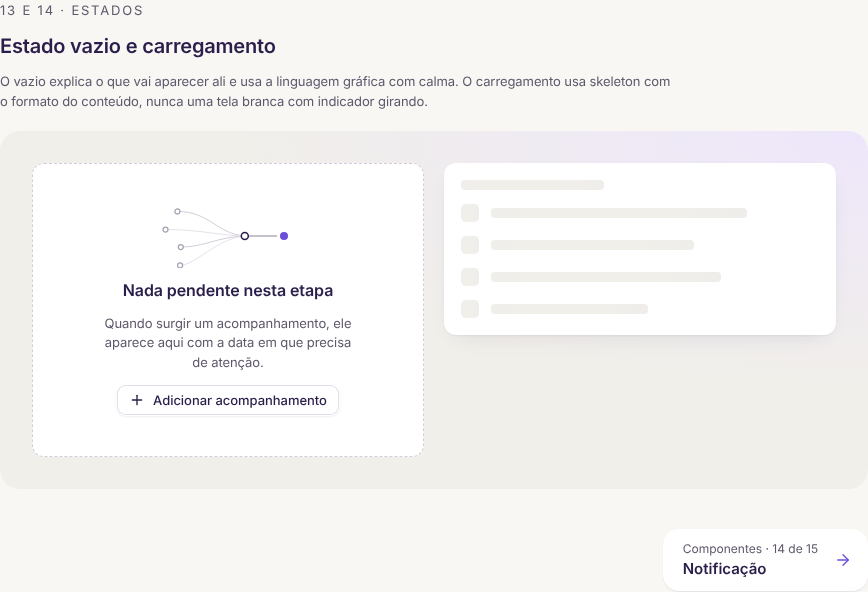 13 E 14 · ESTADOS
Estado vazio e carregamento
O vazio explica o que vai aparecer ali e usa a linguagem gráfica com calma. O carregamento usa skeleton com
o formato do conteúdo, nunca uma tela branca com indicador girando.
Nada pendente nesta etapa
Quando surgir um acompanhamento, ele
aparece aqui com a data em que precisa
de atenção.
Adicionar acompanhamento
Componentes · 14 de 15
Notificação